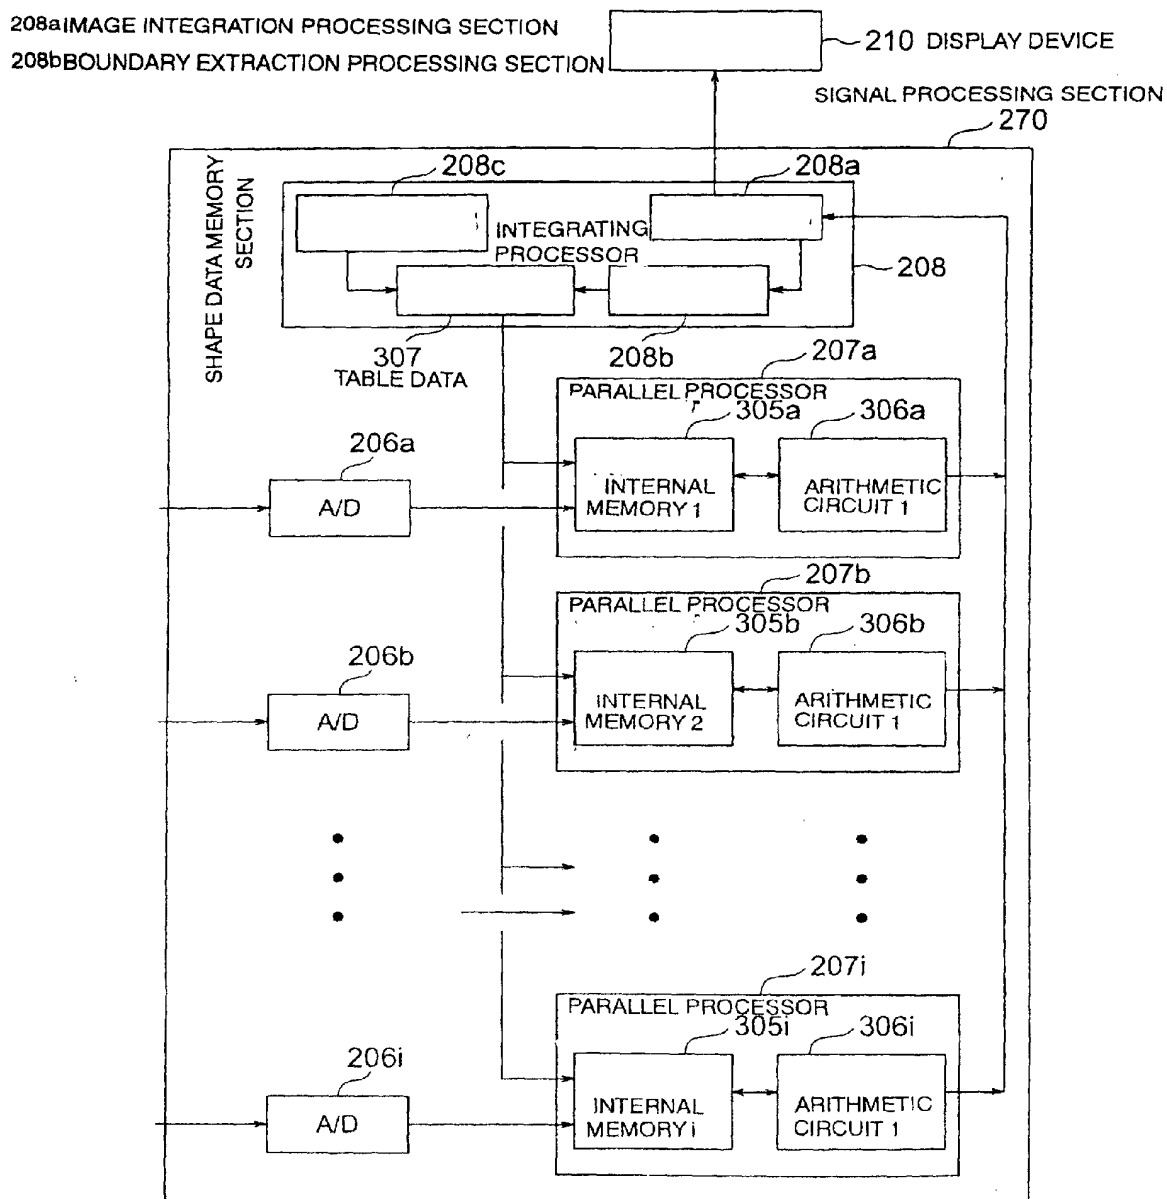 208a IMAGE INTEGRATION PROCESSING SECTION
208b BOUNDARY EXTRACTION PROCESSING SECTION
210 DISPLAY DEVICE
SIGNAL PROCESSING SECTION
270
SHAPE DATA MEMORY
SECTION
208c
208a
INTEGRATING
PROCESSOR
208
307
TABLE DATA
208b
207a
PARALLEL PROCESSOR
305a
306a
206a
A/D
INTERNAL
MEMORY 1
ARITHMETIC
CIRCUIT 1
207b
PARALLEL PROCESSOR
305b
306b
206b
A/D
INTERNAL
MEMORY 2
ARITHMETIC
CIRCUIT 1
207i
PARALLEL PROCESSOR
305i
306i
206i
A/D
INTERNAL
MEMORY i
ARITHMETIC
CIRCUIT 1